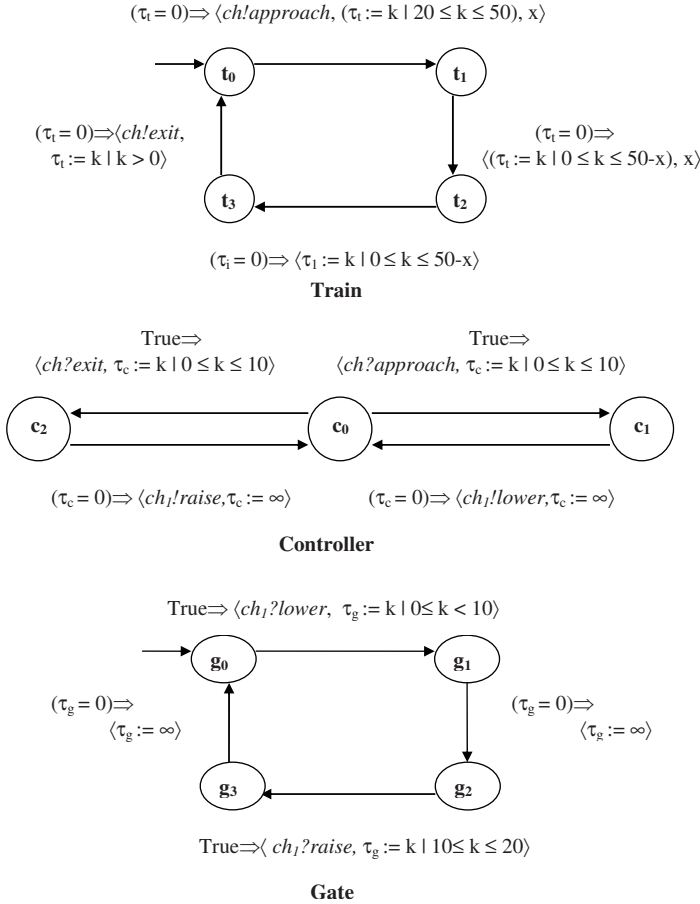 (τt = 0)⇒ ⟨ch!approach, (τt := k | 20 ≤ k ≤ 50), x⟩
t0
t1
(τt = 0)⇒⟨ch!exit,
τt := k | k > 0⟩
(τt = 0)⇒
⟨(τt := k | 0 ≤ k ≤ 50-x), x⟩
t3
t2
(τi = 0)⇒ ⟨τ1 := k | 0 ≤ k ≤ 50-x⟩
Train
True⇒
⟨ch?exit, τc := k | 0 ≤ k ≤ 10⟩
True⇒
⟨ch?approach, τc := k | 0 ≤ k ≤ 10⟩
c2
c0
c1
(τc = 0)⇒ ⟨ch1!raise,τc := ∞⟩
(τc = 0)⇒ ⟨ch1!lower,τc := ∞⟩
Controller
True⇒ ⟨ch1?lower, τg := k | 0≤ k < 10⟩
g0
g1
(τg = 0)⇒
⟨τg := ∞⟩
(τg = 0)⇒
⟨τg := ∞⟩
g3
g2
True⇒⟨ ch1?raise, τg := k | 10≤ k ≤ 20⟩
Gate